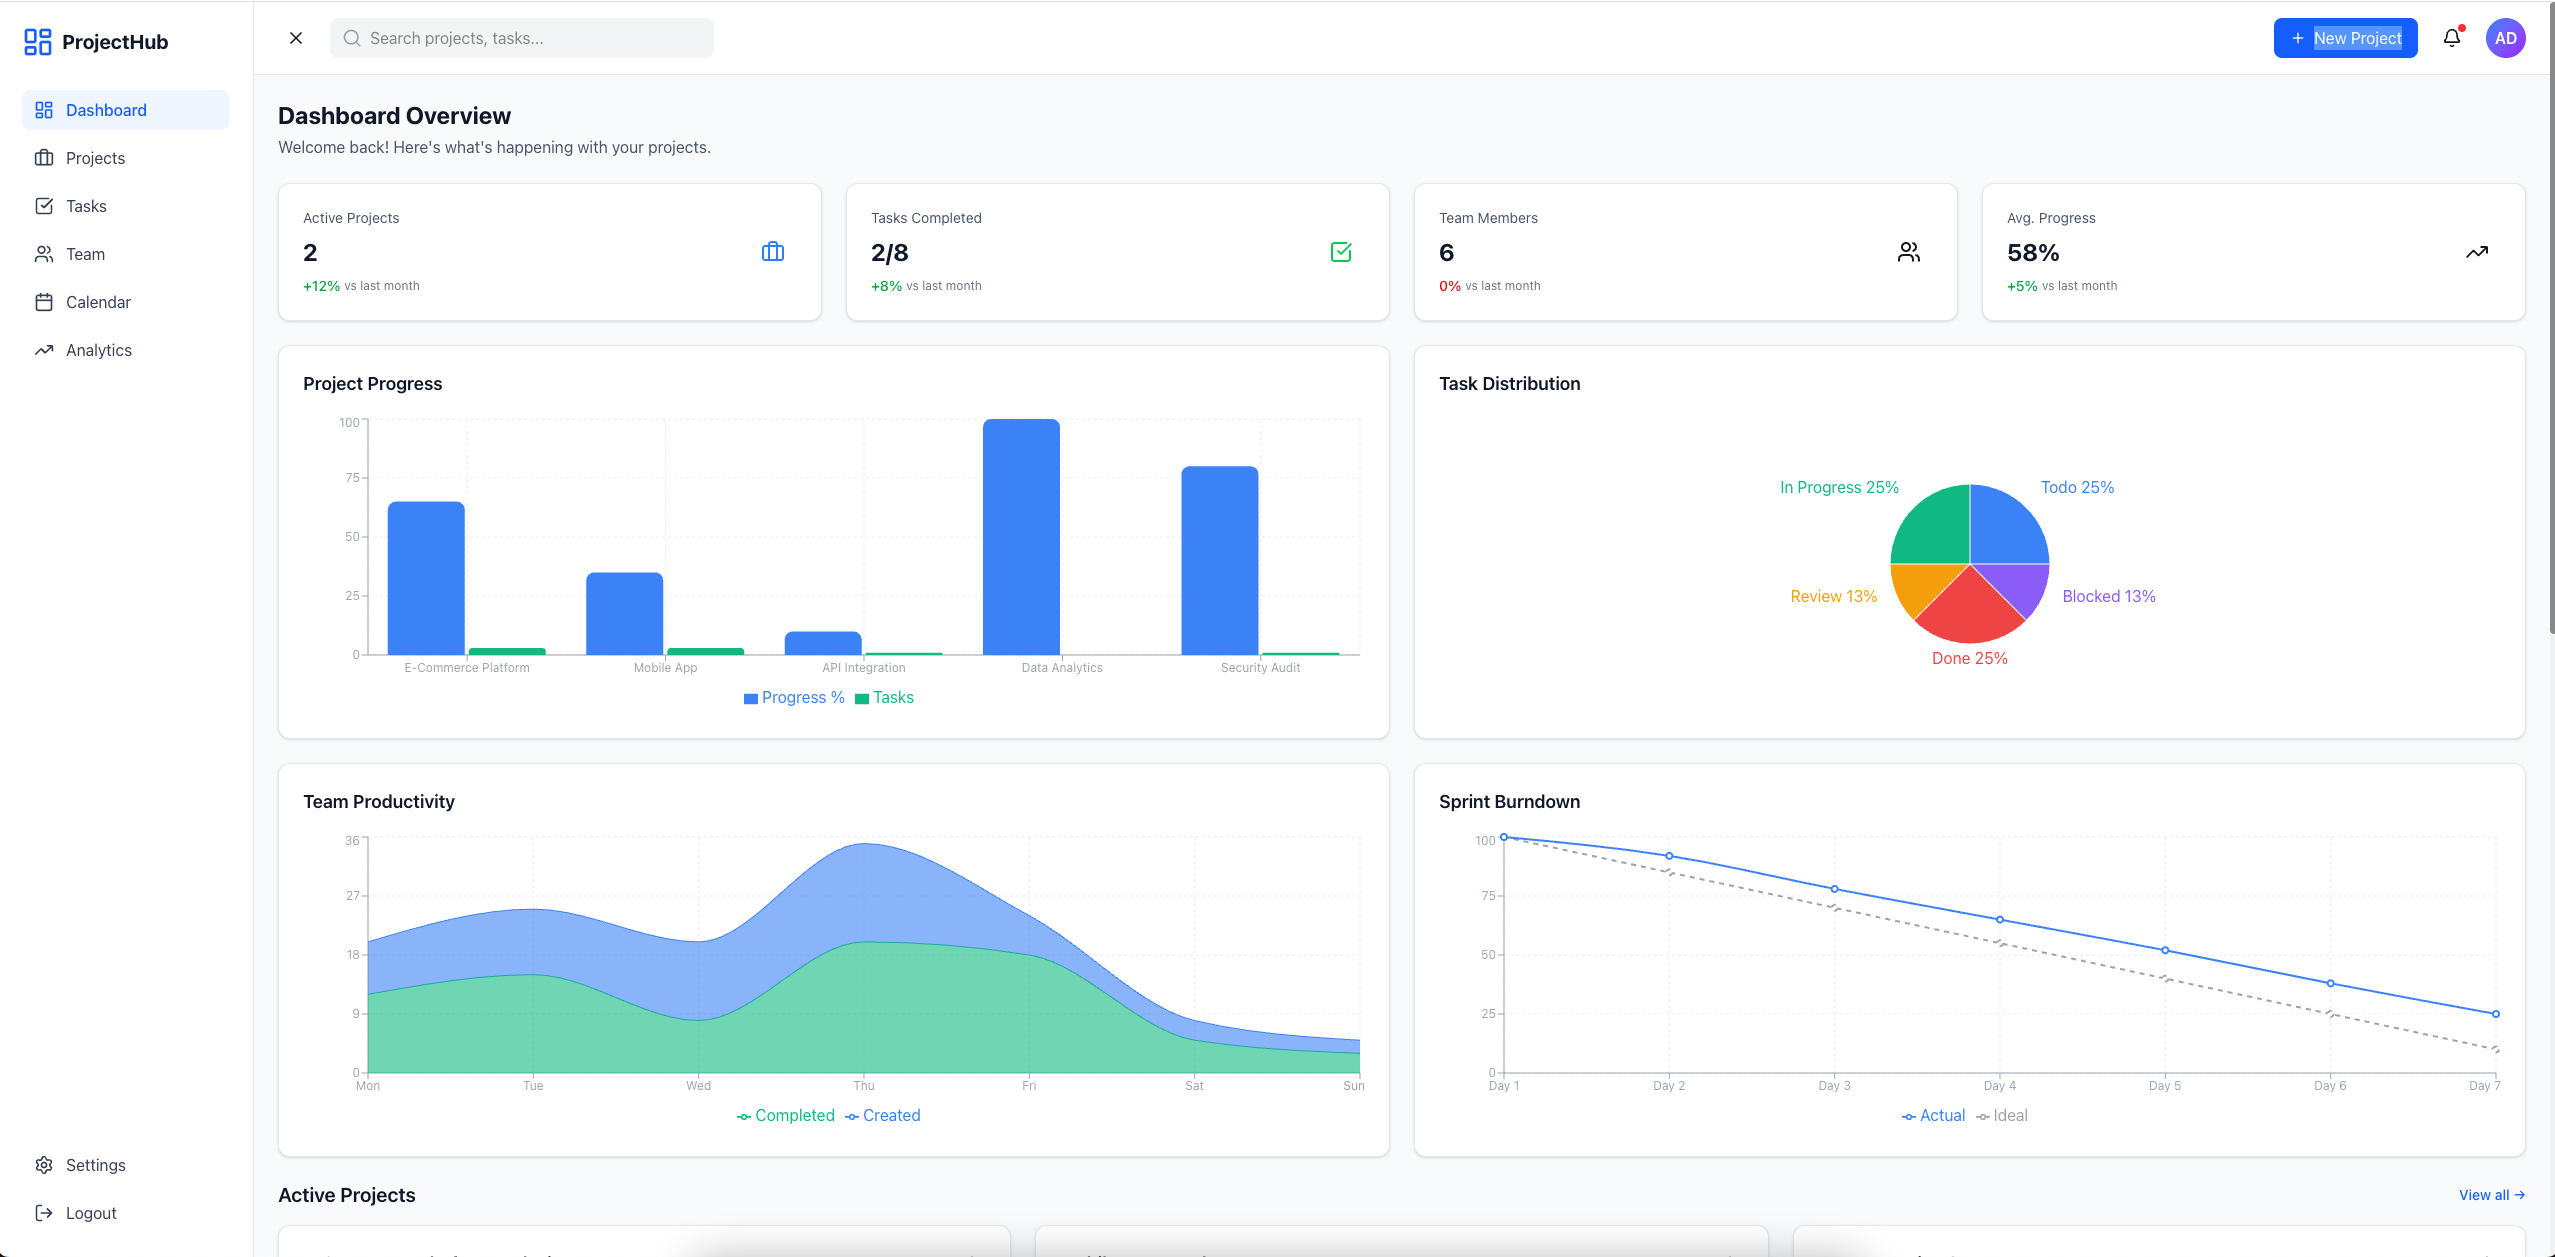 ProjectHub
Dashboard
Projects
Tasks
Team
Calendar
Analytics
Settings
Logout
Search projects, tasks...
New Project
AD
Dashboard Overview
Welcome back! Here's what's happening with your projects.
Active Projects
2
+12% vs last month
Tasks Completed
2/8
+8% vs last month
Team Members
6
0% vs last month
Avg. Progress
58%
+5% vs last month
Project Progress
100
75
50
25
0
E-Commerce Platform
Mobile App
API Integration
Data Analytics
Security Audit
Progress % Tasks
Task Distribution
In Progress 25%
Todo 25%
Review 13%
Blocked 13%
Done 25%
Team Productivity
36
27
18
9
0
Mon
Tue
Wed
Thu
Fri
Sat
Sun
Completed Created
Sprint Burndown
100
75
50
25
0
Day 1
Day 2
Day 3
Day 4
Day 5
Day 6
Day 7
Actual Ideal
Active Projects
View all →